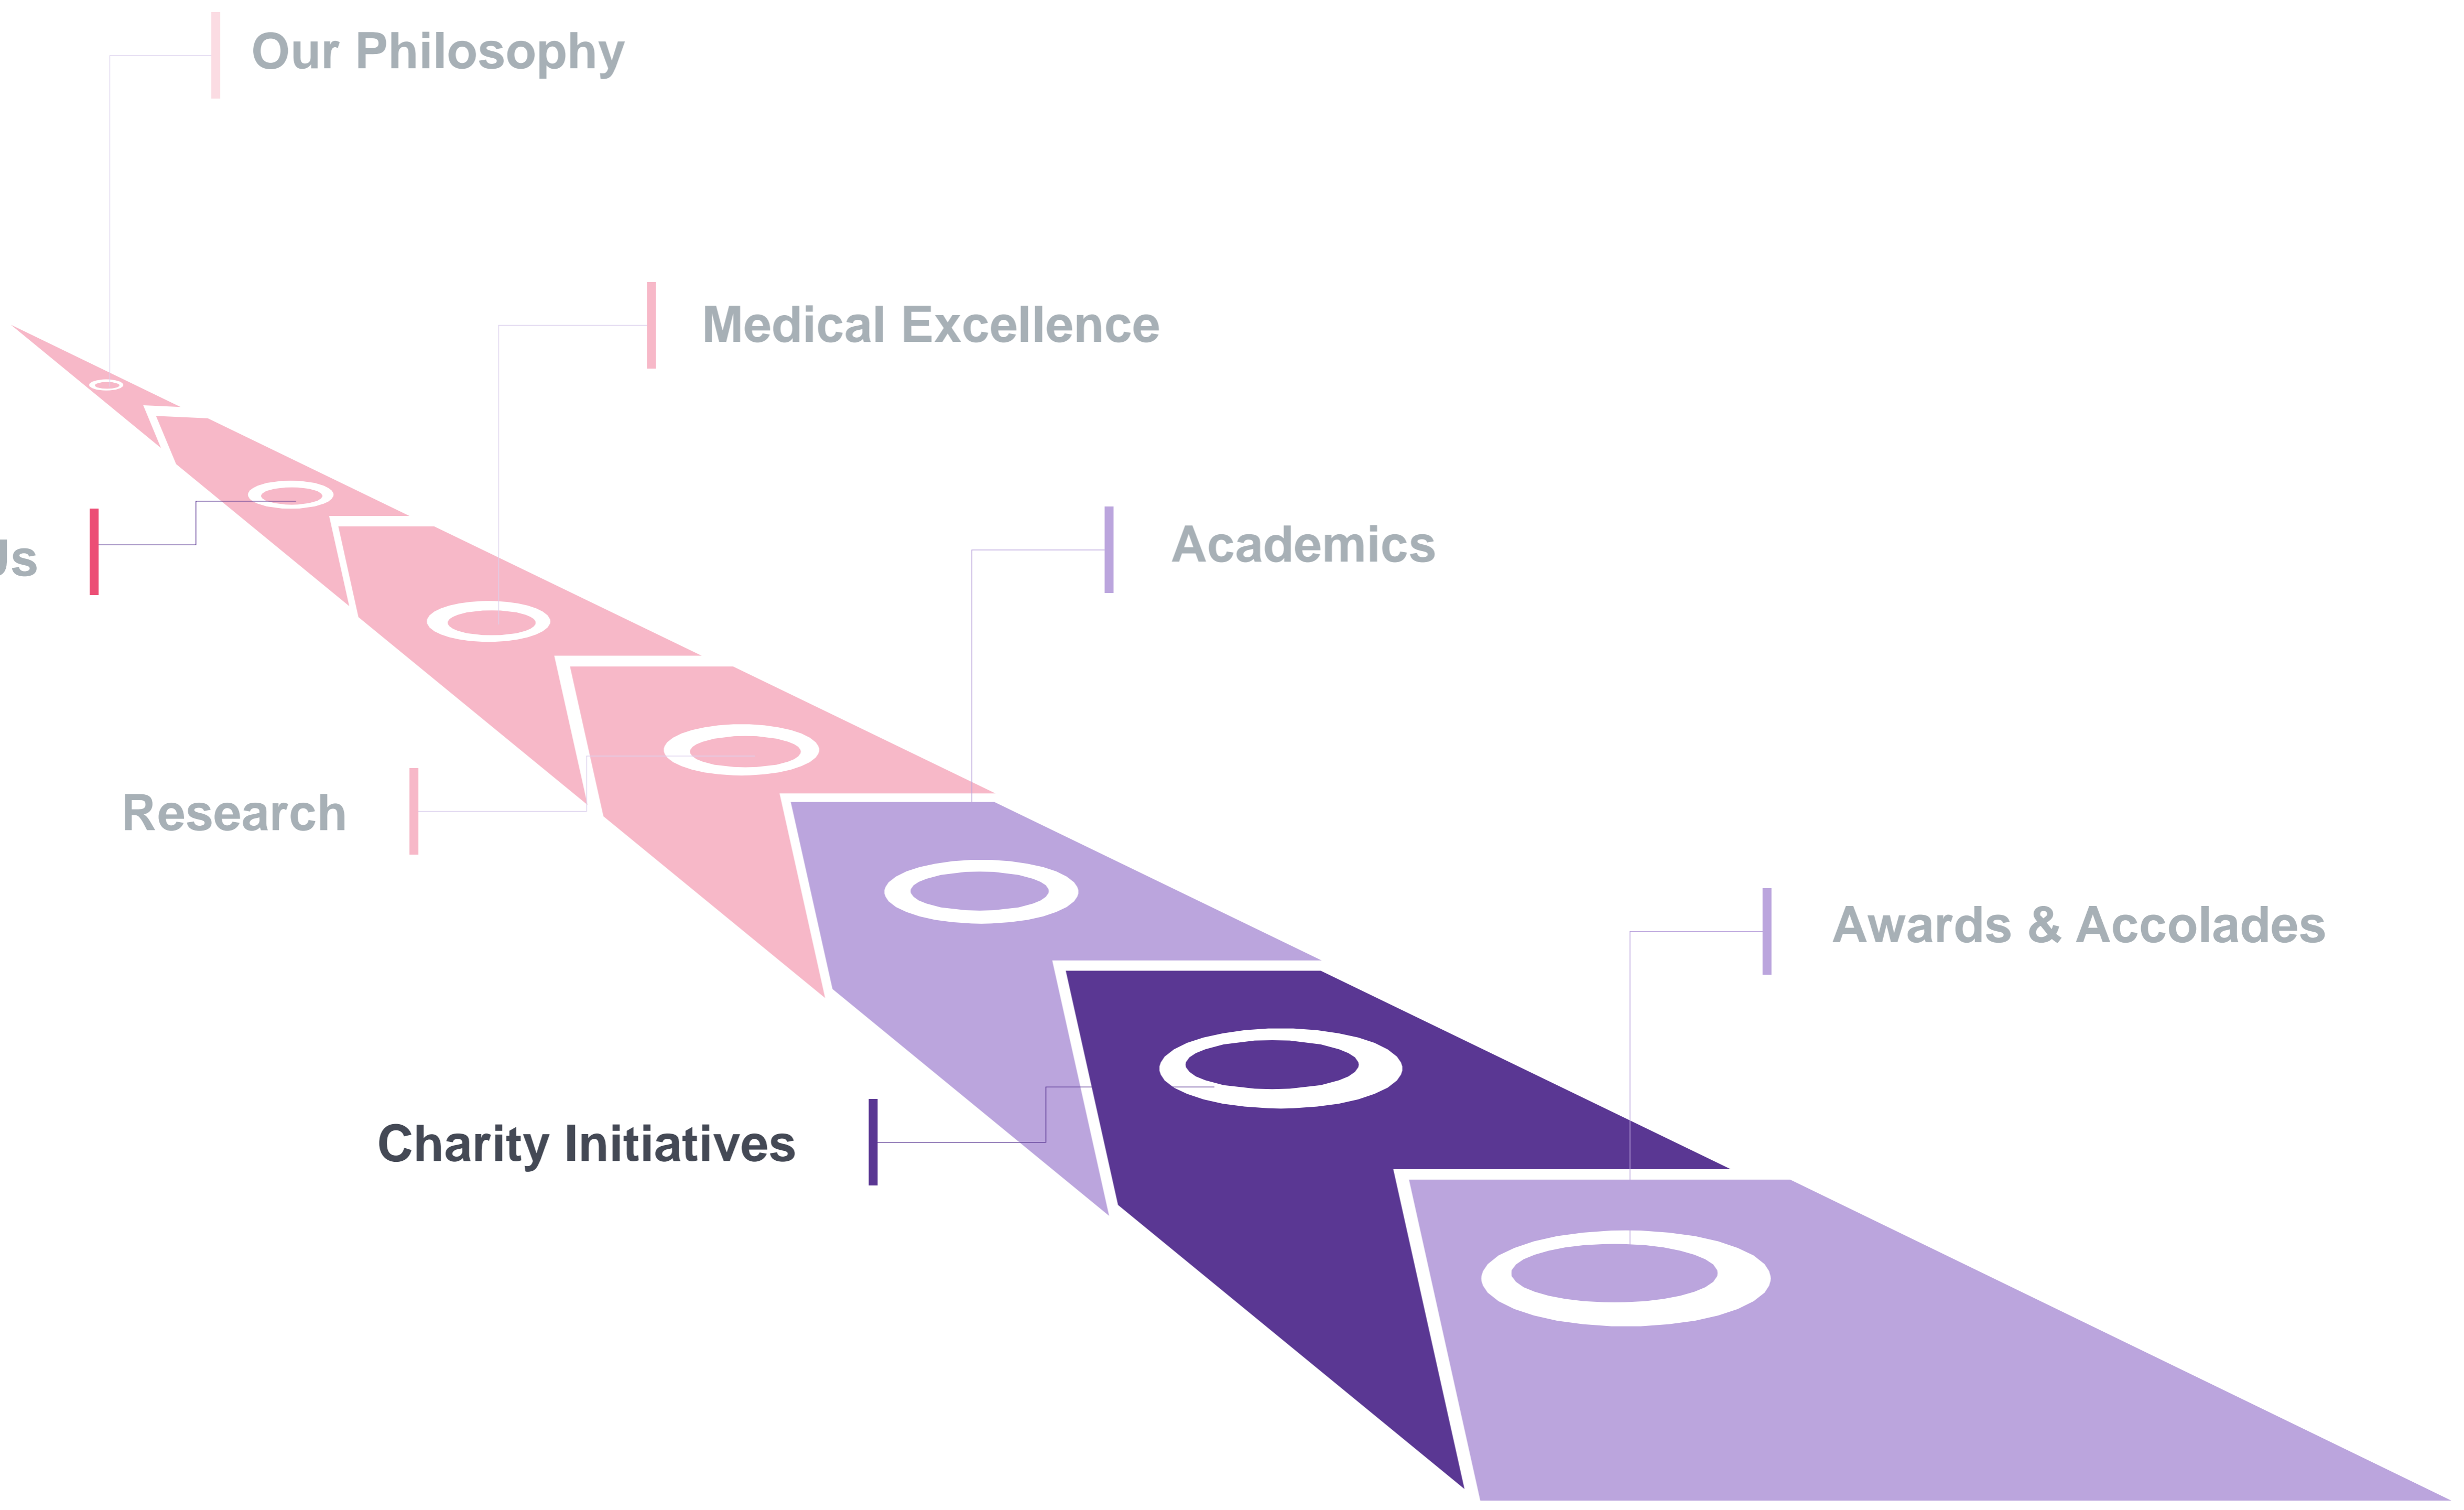 Our Philosophy
Medical Excellence
Academics
Research
Awards & Accolades
Charity Initiatives